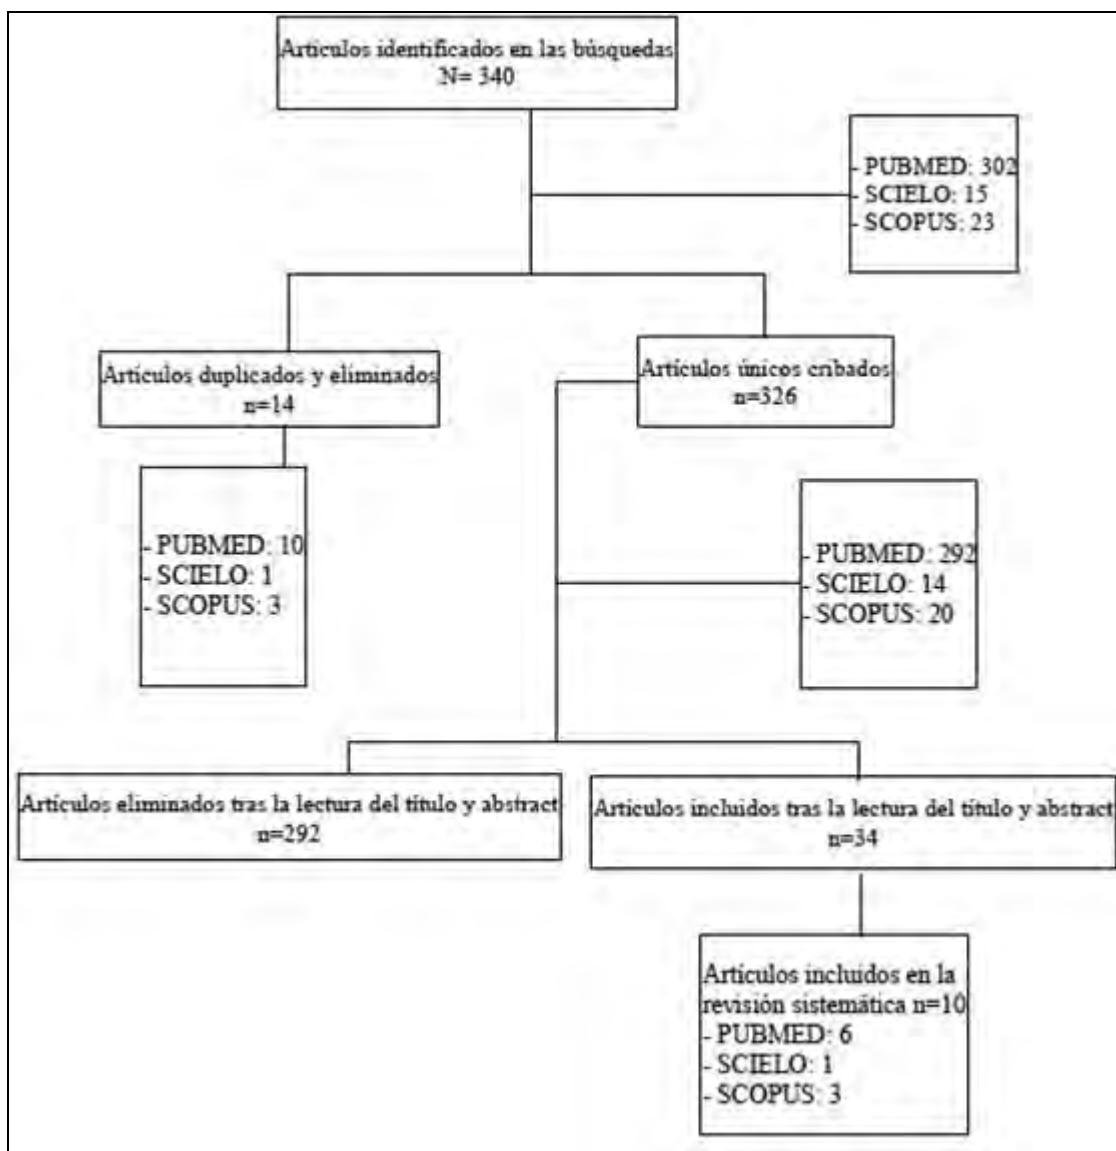 Artículos identificados en las búsquedas
N= 340
- PUBMED: 302
- SCIELO: 15
- SCOPUS: 23
Artículos duplicados y eliminados
n=14
Artículos únicos cribados
n=326
- PUBMED: 10
- SCIELO: 1
- SCOPUS: 3
- PUBMED: 292
- SCIELO: 14
- SCOPUS: 20
Artículos eliminados tras la lectura del título y abstract
n=292
Artículos incluidos tras la lectura del título y abstract
n=34
Artículos incluidos en la
revisión sistemática n=10
- PUBMED: 6
- SCIELO: 1
- SCOPUS: 3